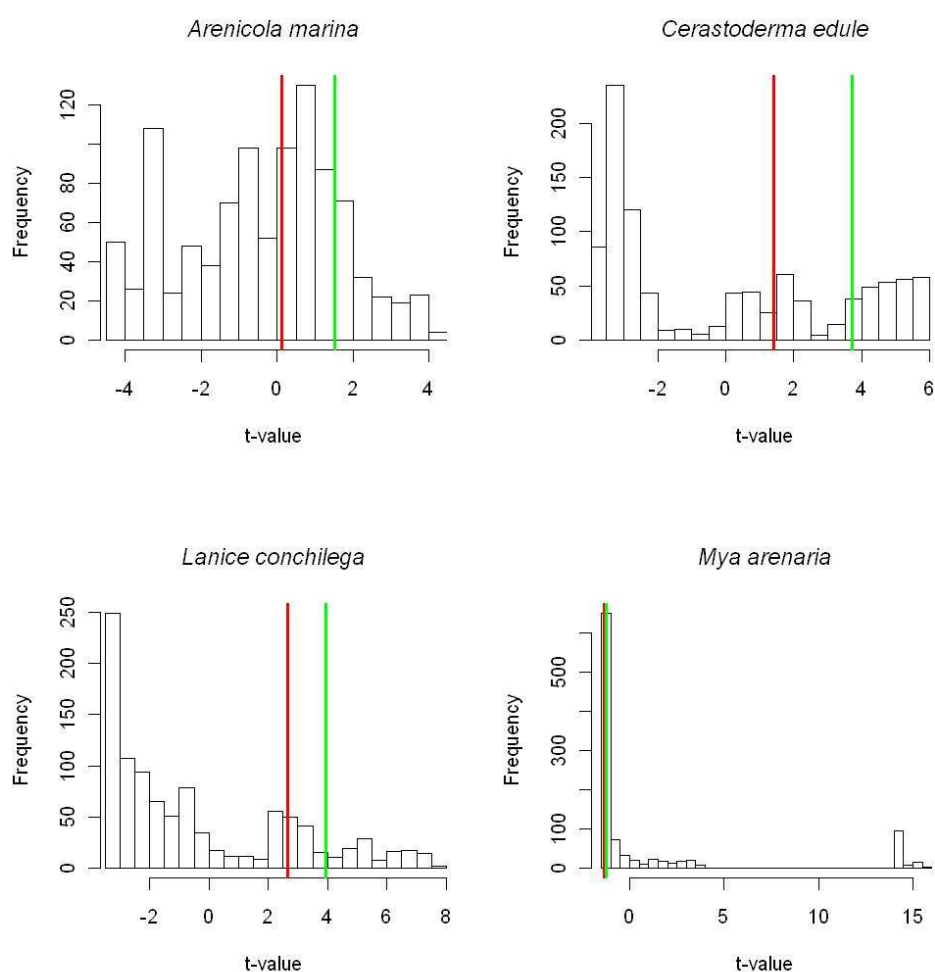 Arenicola marina
Frequency
0 20 40 60 80 120
-4 -2 0 2 4
t-value
Cerastoderma edule
Frequency
0 50 100 150 200
-2 0 2 4 6
t-value
Lanice conchilega
Frequency
0 50 100 150 200 250
-2 0 2 4 6 8
t-value
Mya arenaria
Frequency
0 100 300 500
0 5 10 15
t-value